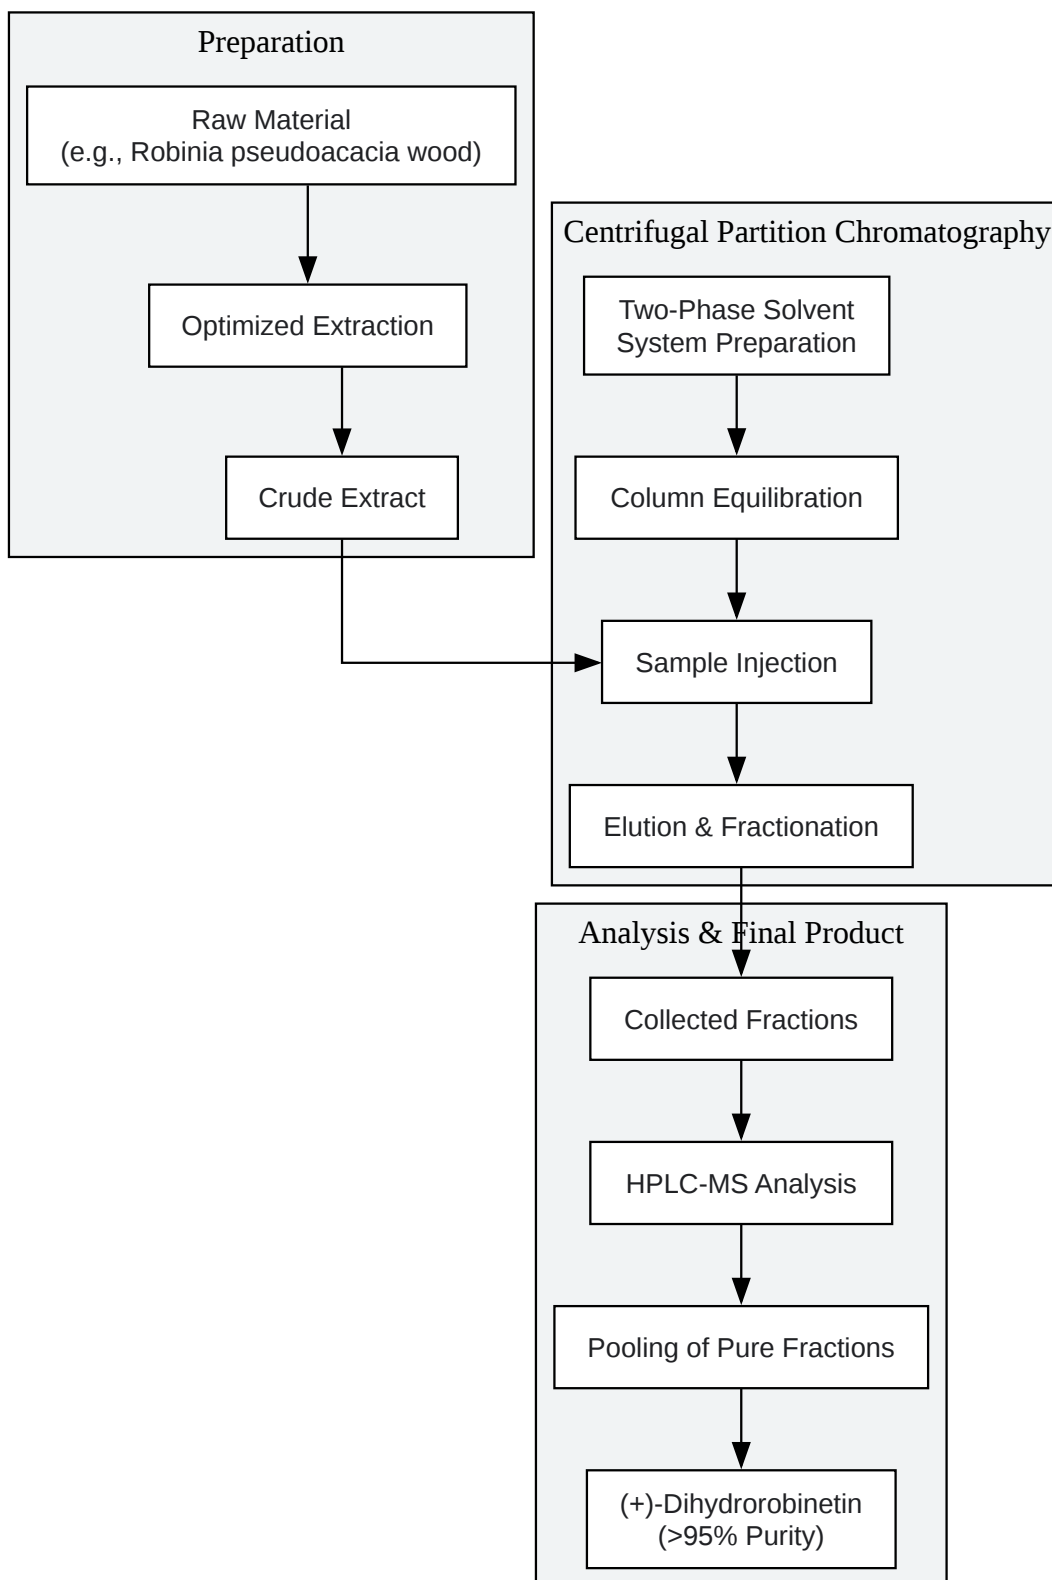 Preparation
Raw Material
(e.g., Robinia pseudoacacia wood)
Optimized Extraction
Crude Extract
Centrifugal Partition Chromatography
Two-Phase Solvent
System Preparation
Column Equilibration
Sample Injection
Elution & Fractionation
Analysis & Final Product
Collected Fractions
HPLC-MS Analysis
Pooling of Pure Fractions
(+)-Dihydrorobinetin
(>95% Purity)